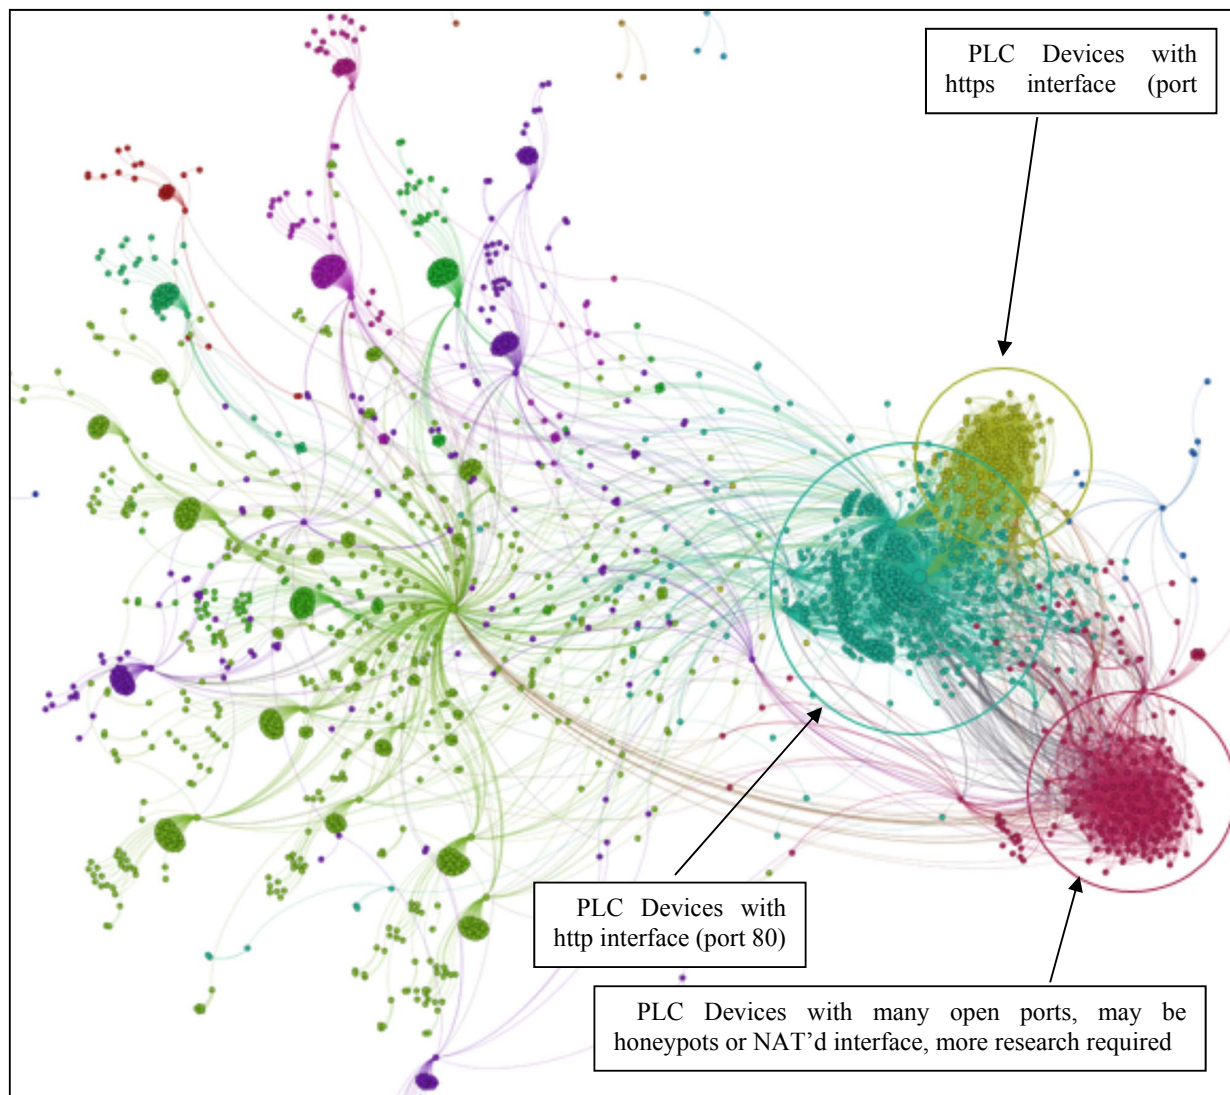 PLC Devices with
https interface (port
PLC Devices with
http interface (port 80)
PLC Devices with many open ports, may be
honeypots or NAT’d interface, more research required